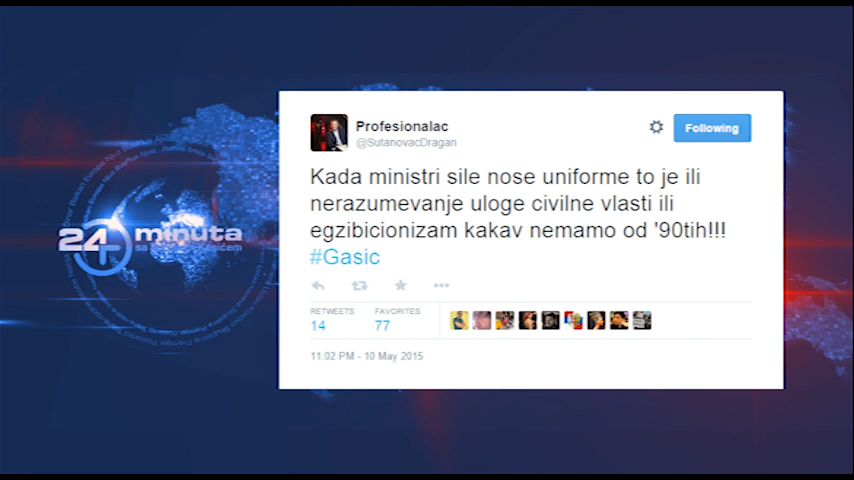 Profesionalac
@SutanovacDragan
Following
Kada ministri sile nose uniforme to je ili
nerazumevanje uloge civilne vlasti ili
egzibicionizam kakav nemamo od '90tih!!!
#Gasic
RETWEETS FAVORITES
14 77
11:02 PM - 10 May 2015
24 minuta
sa